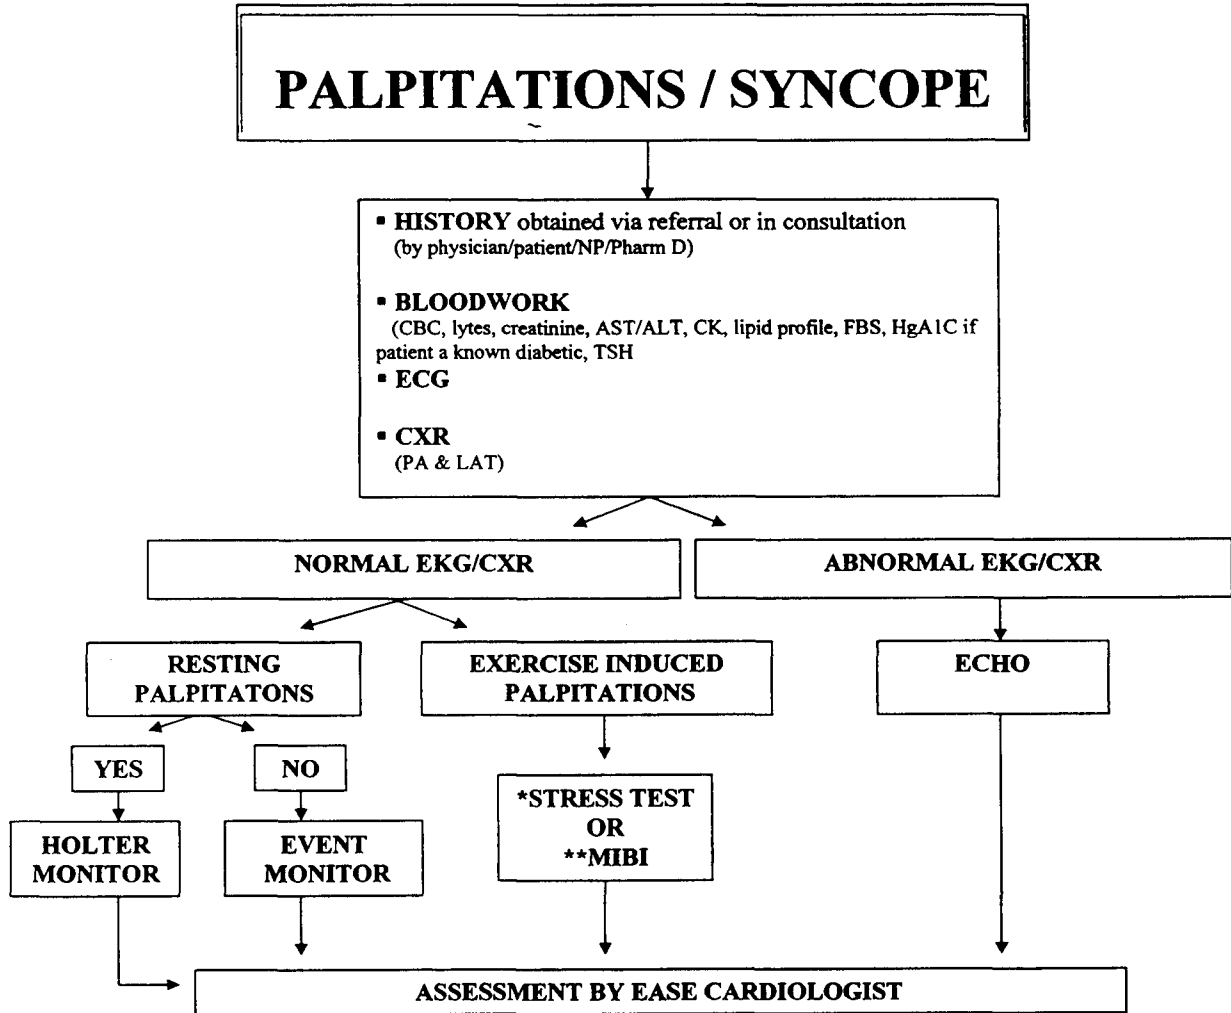 PALPITATIONS / SYNCOPE
▪ HISTORY obtained via referral or in consultation
(by physician/patient/NP/Pharm D)
▪ BLOODWORK
(CBC, lytes, creatinine, AST/ALT, CK, lipid profile, FBS, HgA1C if
patient a known diabetic, TSH
▪ ECG
▪ CXR
(PA & LAT)
NORMAL EKG/CXR
ABNORMAL EKG/CXR
RESTING
PALPITATONS
EXERCISE INDUCED
PALPITATIONS
ECHO
YES
NO
*STRESS TEST
OR
**MIBI
HOLTER
MONITOR
EVENT
MONITOR
ASSESSMENT BY EASE CARDIOLOGIST